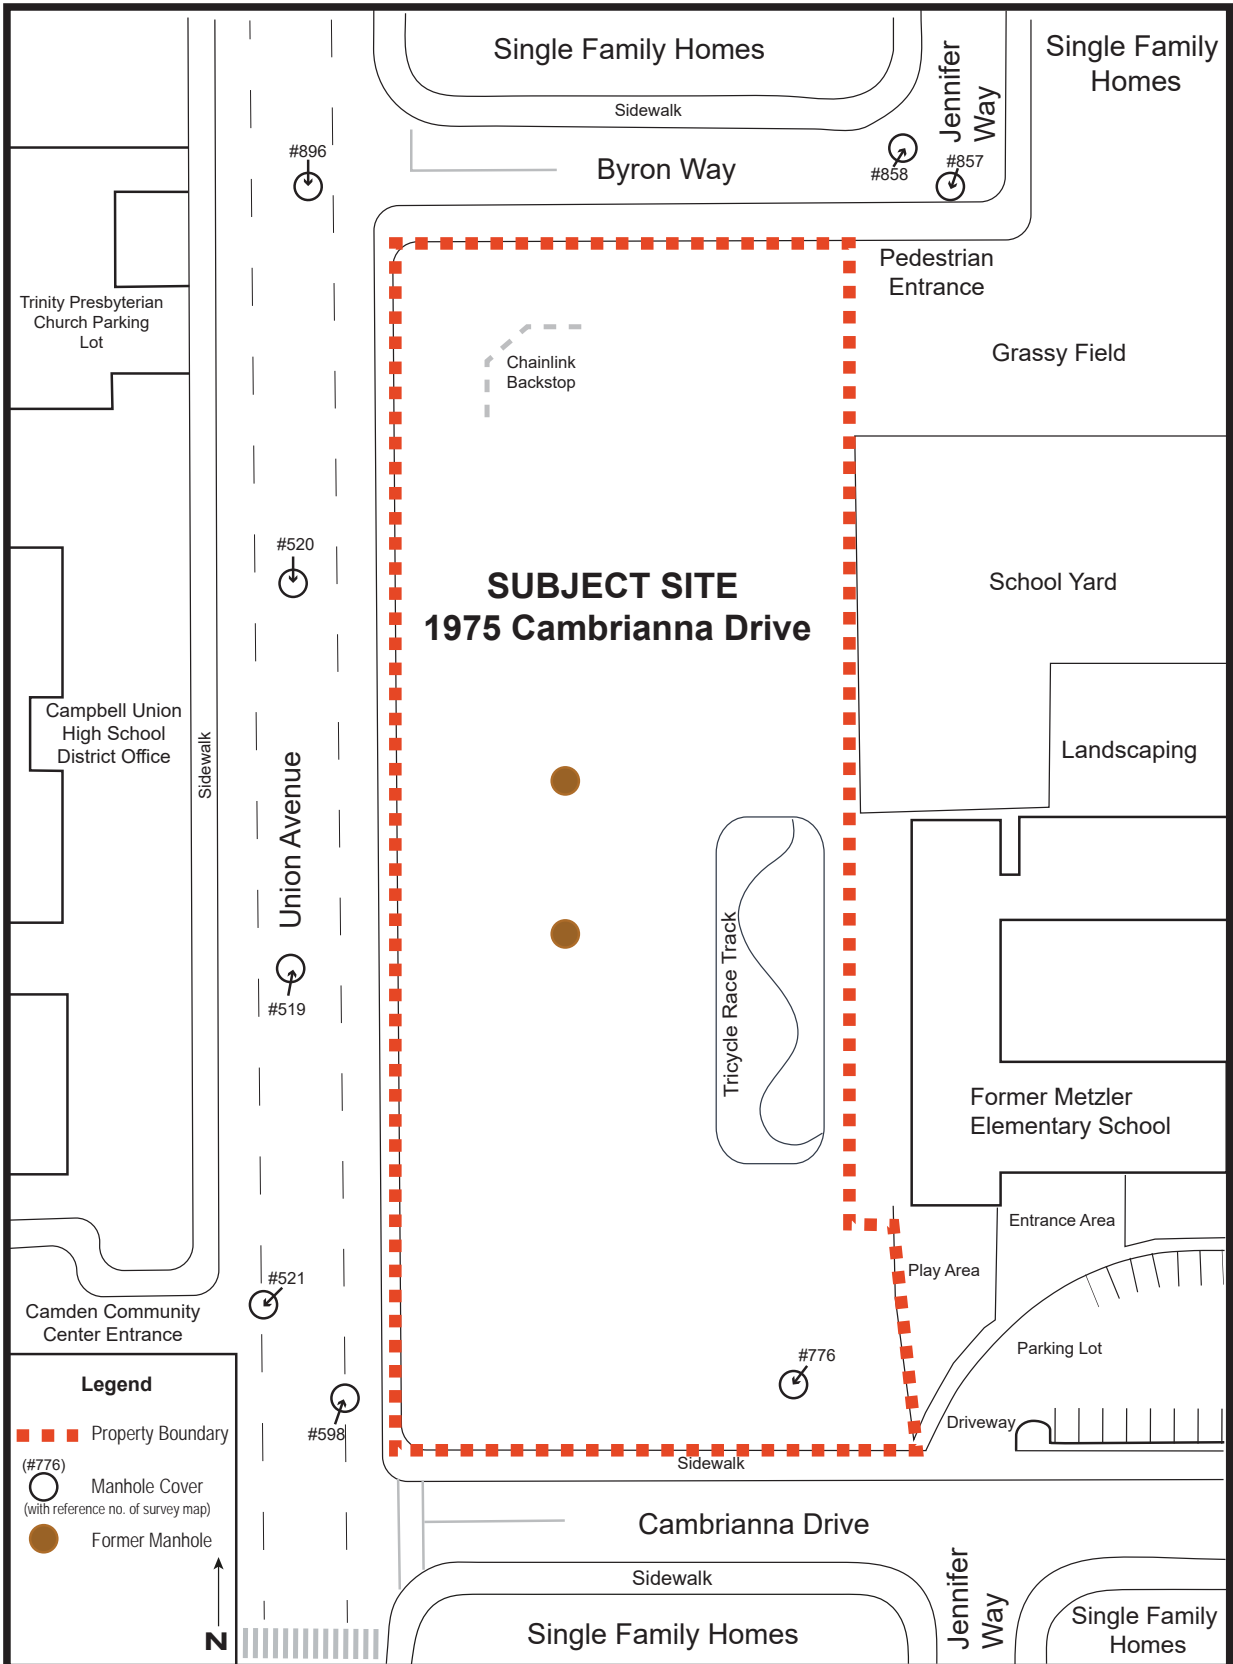 Single Family Homes
Sidewalk
Jennifer
Way
Single Family
Homes
#896
Byron Way
#858
#857
Pedestrian
Entrance
Trinity Presbyterian
Church Parking
Lot
Chainlink
Backstop
Grassy Field
#520
SUBJECT SITE
1975 Cambrianna Drive
School Yard
Campbell Union
High School
District Office
Sidewalk
Union Avenue
Landscaping
#519
Tricycle Race Track
Former Metzler
Elementary School
Entrance Area
Play Area
#521
Camden Community
Center Entrance
#776
Parking Lot
#598
Driveway
Sidewalk
Legend
Property Boundary
(#776)
Manhole Cover
(with reference no. of survey map)
Former Manhole
N
Cambrianna Drive
Sidewalk
Jennifer
Way
Single Family Homes
Single Family
Homes